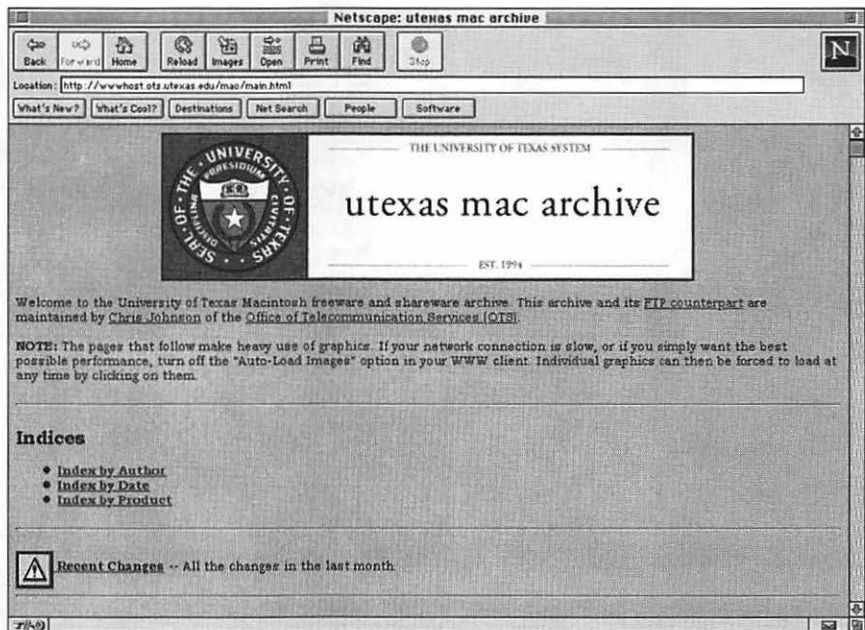 Netscape: utexas mac archive
Back Forward Home Reload Images Open Print Find Stop
N
Location: http://wwwhost.ots.utexas.edu/mac/main.html
What's New? What's Cool? Destinations Net Search People Software
SEAL · OF · THE · UNIVERSITY · OF · TEXAS
PRAESIDIUM
DISCIPLINA CIVITATIS
THE UNIVERSITY OF TEXAS SYSTEM
utexas mac archive
EST. 1994
Welcome to the University of Texas Macintosh freeware and shareware archive. This archive and its FTP counterpart are
maintained by Chris Johnson of the Office of Telecommunication Services (OTS).
NOTE: The pages that follow make heavy use of graphics. If your network connection is slow, or if you simply want the best
possible performance, turn off the "Auto-Load Images" option in your WWW client. Individual graphics can then be forced to load at
any time by clicking on them.
Indices
• Index by Author
• Index by Date
• Index by Product
Recent Changes -- All the changes in the last month.